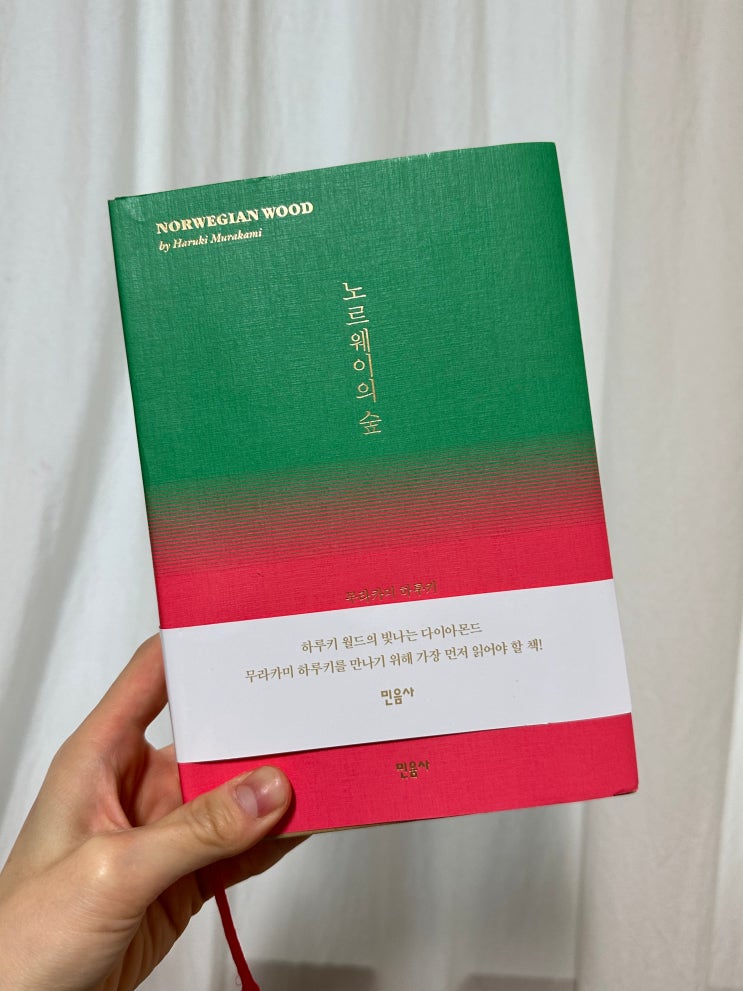 NORWEGIAN WOOD
by Haruki Murakami
노르웨이의 숲
무라카미 하루키
하루키 월드의 빛나는 다이아몬드
무라카미 하루키를 만나기 위해 가장 먼저 읽어야 할 책!
민음사
민음사